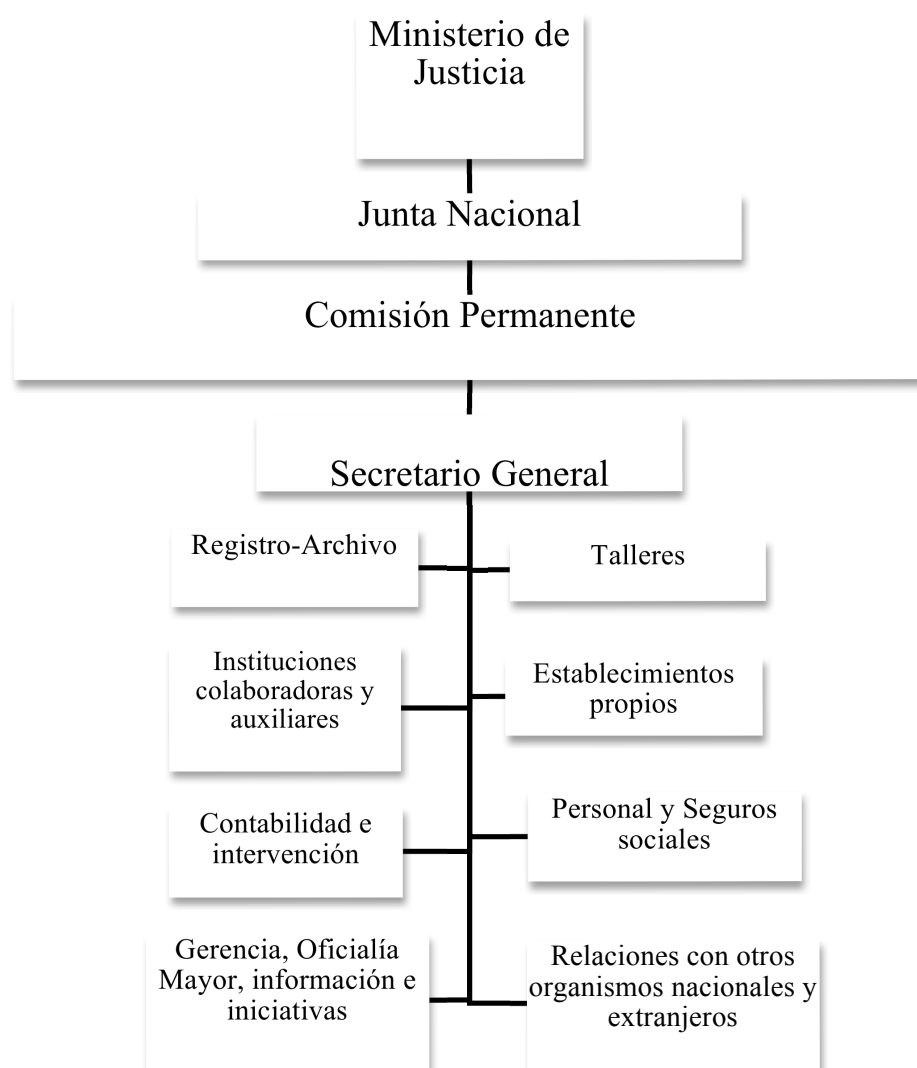 Ministerio de
Justicia
Junta Nacional
Comisión Permanente
Secretario General
Registro-Archivo
Talleres
Instituciones
colaboradoras y
auxiliares
Establecimientos
propios
Contabilidad e
intervención
Personal y Seguros
sociales
Gerencia, Oficialía
Mayor, información e
iniciativas
Relaciones con otros
organismos nacionales y
extranjeros